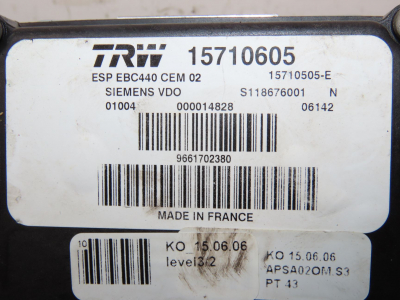 TRW 15710605
ESP EBC440 CEM 02 15710505-E
SIEMENS VDO S118676001 N
01004 000014828 06142
9661702380
MADE IN FRANCE
10
KO 15.06.06
level3/2
KO 15.06.06
APSA02OM.S3
PT 43